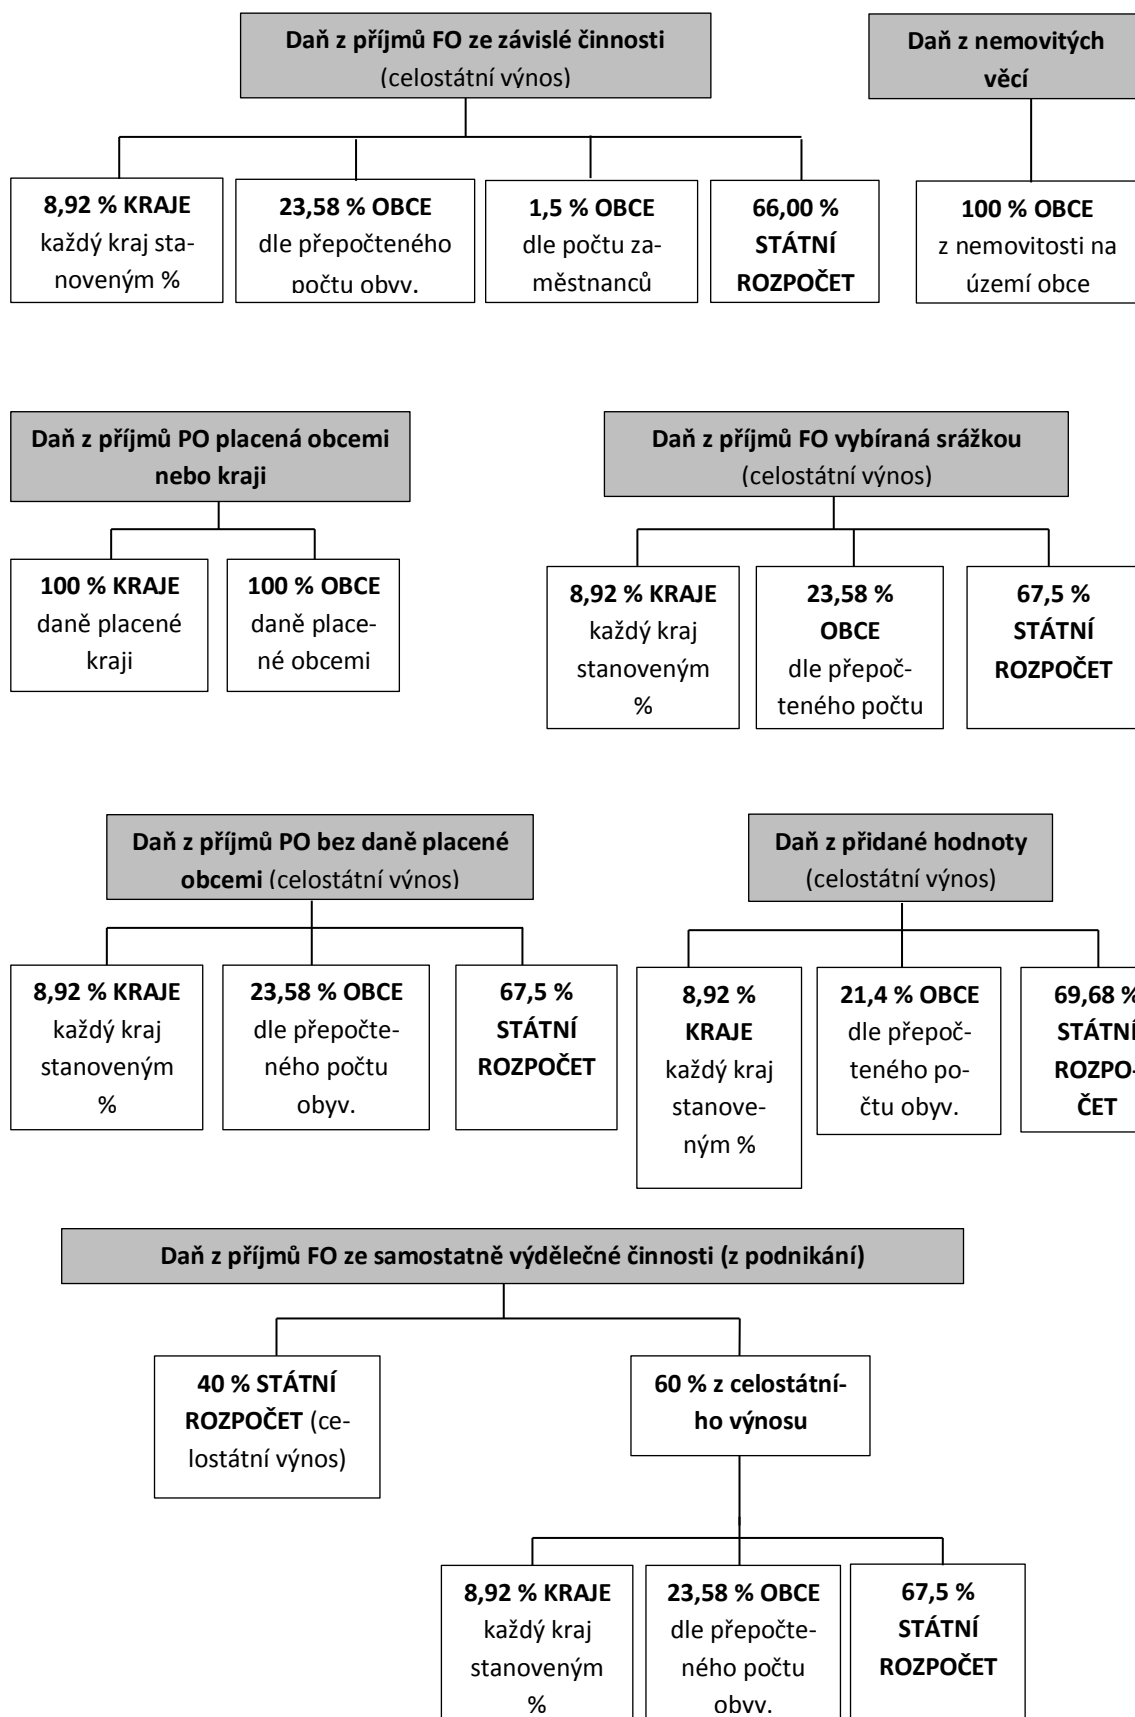 Daň z příjmů FO ze závislé činnosti
(celostátní výnos)
Daň z nemovitých
věcí
8,92 % KRAJE
každý kraj sta-
noveným %
23,58 % OBCE
dle přepočteného
počtu obyv.
1,5 % OBCE
dle počtu za-
městnanců
66,00 %
STÁTNÍ
ROZPOČET
100 % OBCE
z nemovitosti na
území obce
Daň z příjmů PO placená obcemi
nebo kraji
Daň z příjmů FO vybíraná srážkou
(celostátní výnos)
100 % KRAJE
daně placené
kraji
100 % OBCE
daně place-
né obcemi
8,92 % KRAJE
každý kraj
stanoveným
%
23,58 %
OBCE
dle přepoč-
teného počtu
67,5 %
STÁTNÍ
ROZPOČET
Daň z příjmů PO bez daně placené
obcemi (celostátní výnos)
Daň z přidané hodnoty
(celostátní výnos)
8,92 % KRAJE
každý kraj
stanoveným
%
23,58 % OBCE
dle přepočte-
ného počtu
obyv.
67,5 %
STÁTNÍ
ROZPOČET
8,92 %
KRAJE
každý kraj
stanove-
ným %
21,4 % OBCE
dle přepoč-
teného po-
čtu obyv.
69,68 %
STÁTNÍ
ROZPO-
ČET
Daň z příjmů FO ze samostatně výdělečné činnosti (z podnikání)
40 % STÁTNÍ
ROZPOČET (ce-
lostátní výnos)
60 % z celostátní-
ho výnosu
8,92 % KRAJE
každý kraj
stanoveným
%
23,58 % OBCE
dle přepočte-
ného počtu
obyv.
67,5 %
STÁTNÍ
ROZPOČET